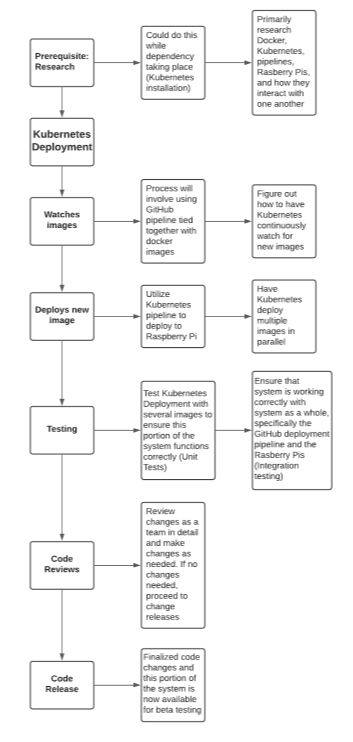 Prerequisite:
Research
Could do this
while
dependency
taking place
(Kubernetes
installation)
Primarily
research
Docker,
Kubernetes,
pipelines,
Rasberry Pis,
and how they
interact with
one another
Kubernetes
Deployment
Watches
images
Process will
involve using
GitHub
pipeline tied
together with
docker
images
Figure out
how to have
Kubernetes
continuously
watch for
new images
Deploys new
image
Utilize
Kubernetes
pipeline to
deploy to
Raspberry Pi
Have
Kubernetes
deploy
multiple
images in
parallel
Testing
Test Kubernetes
Deployment with
several images to
ensure this
portion of the
system functions
correctly (Unit
Tests)
Ensure that
system is working
correctly with
system as a whole,
specifically the
GitHub deployment
pipeline and the
Rasberry Pis
(Integration
testing)
Code
Reviews
Review
changes as a
team in detail
and make
changes as
needed. If no
changes
needed,
proceed to
change
releases
Code
Release
Finalized code
changes and
this portion of
the system is
now available
for beta testing